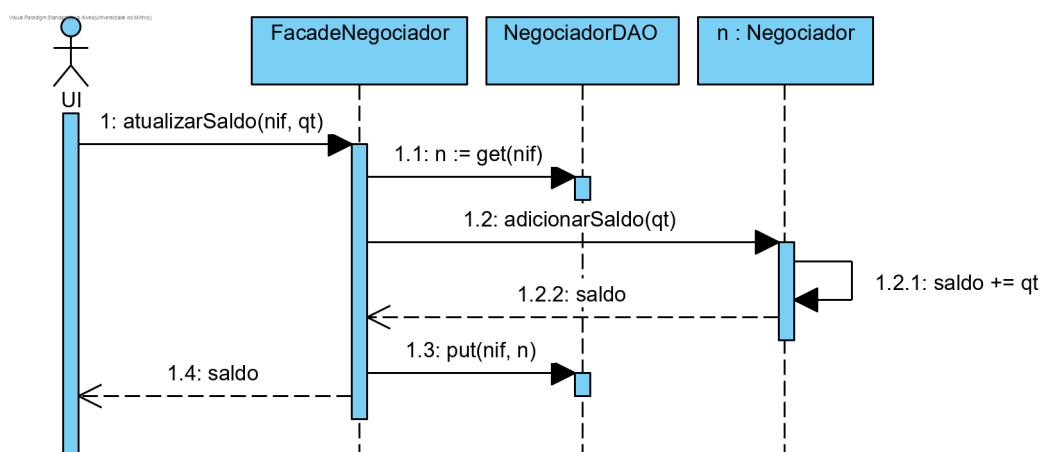 FacadeNegociador
NegociadorDAO
n : Negociador
UI
1: atualizarSaldo(nif, qt)
1.1: n := get(nif)
1.2: adicionarSaldo(qt)
1.2.1: saldo += qt
1.2.2: saldo
1.3: put(nif, n)
1.4: saldo